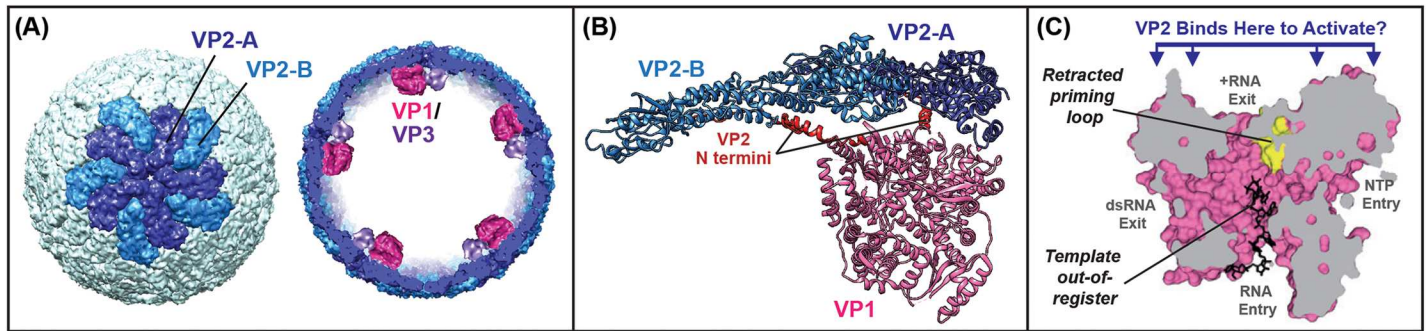 (A)
VP2-A
VP2-B
VP1/
VP3
(B)
VP2-B
VP2-A
VP2
N termini
VP1
(C)
VP2 Binds Here to Activate?
Retracted
priming
loop
+RNA
Exit
dsRNA
Exit
NTP
Entry
Template
out-of-
register
RNA
Entry